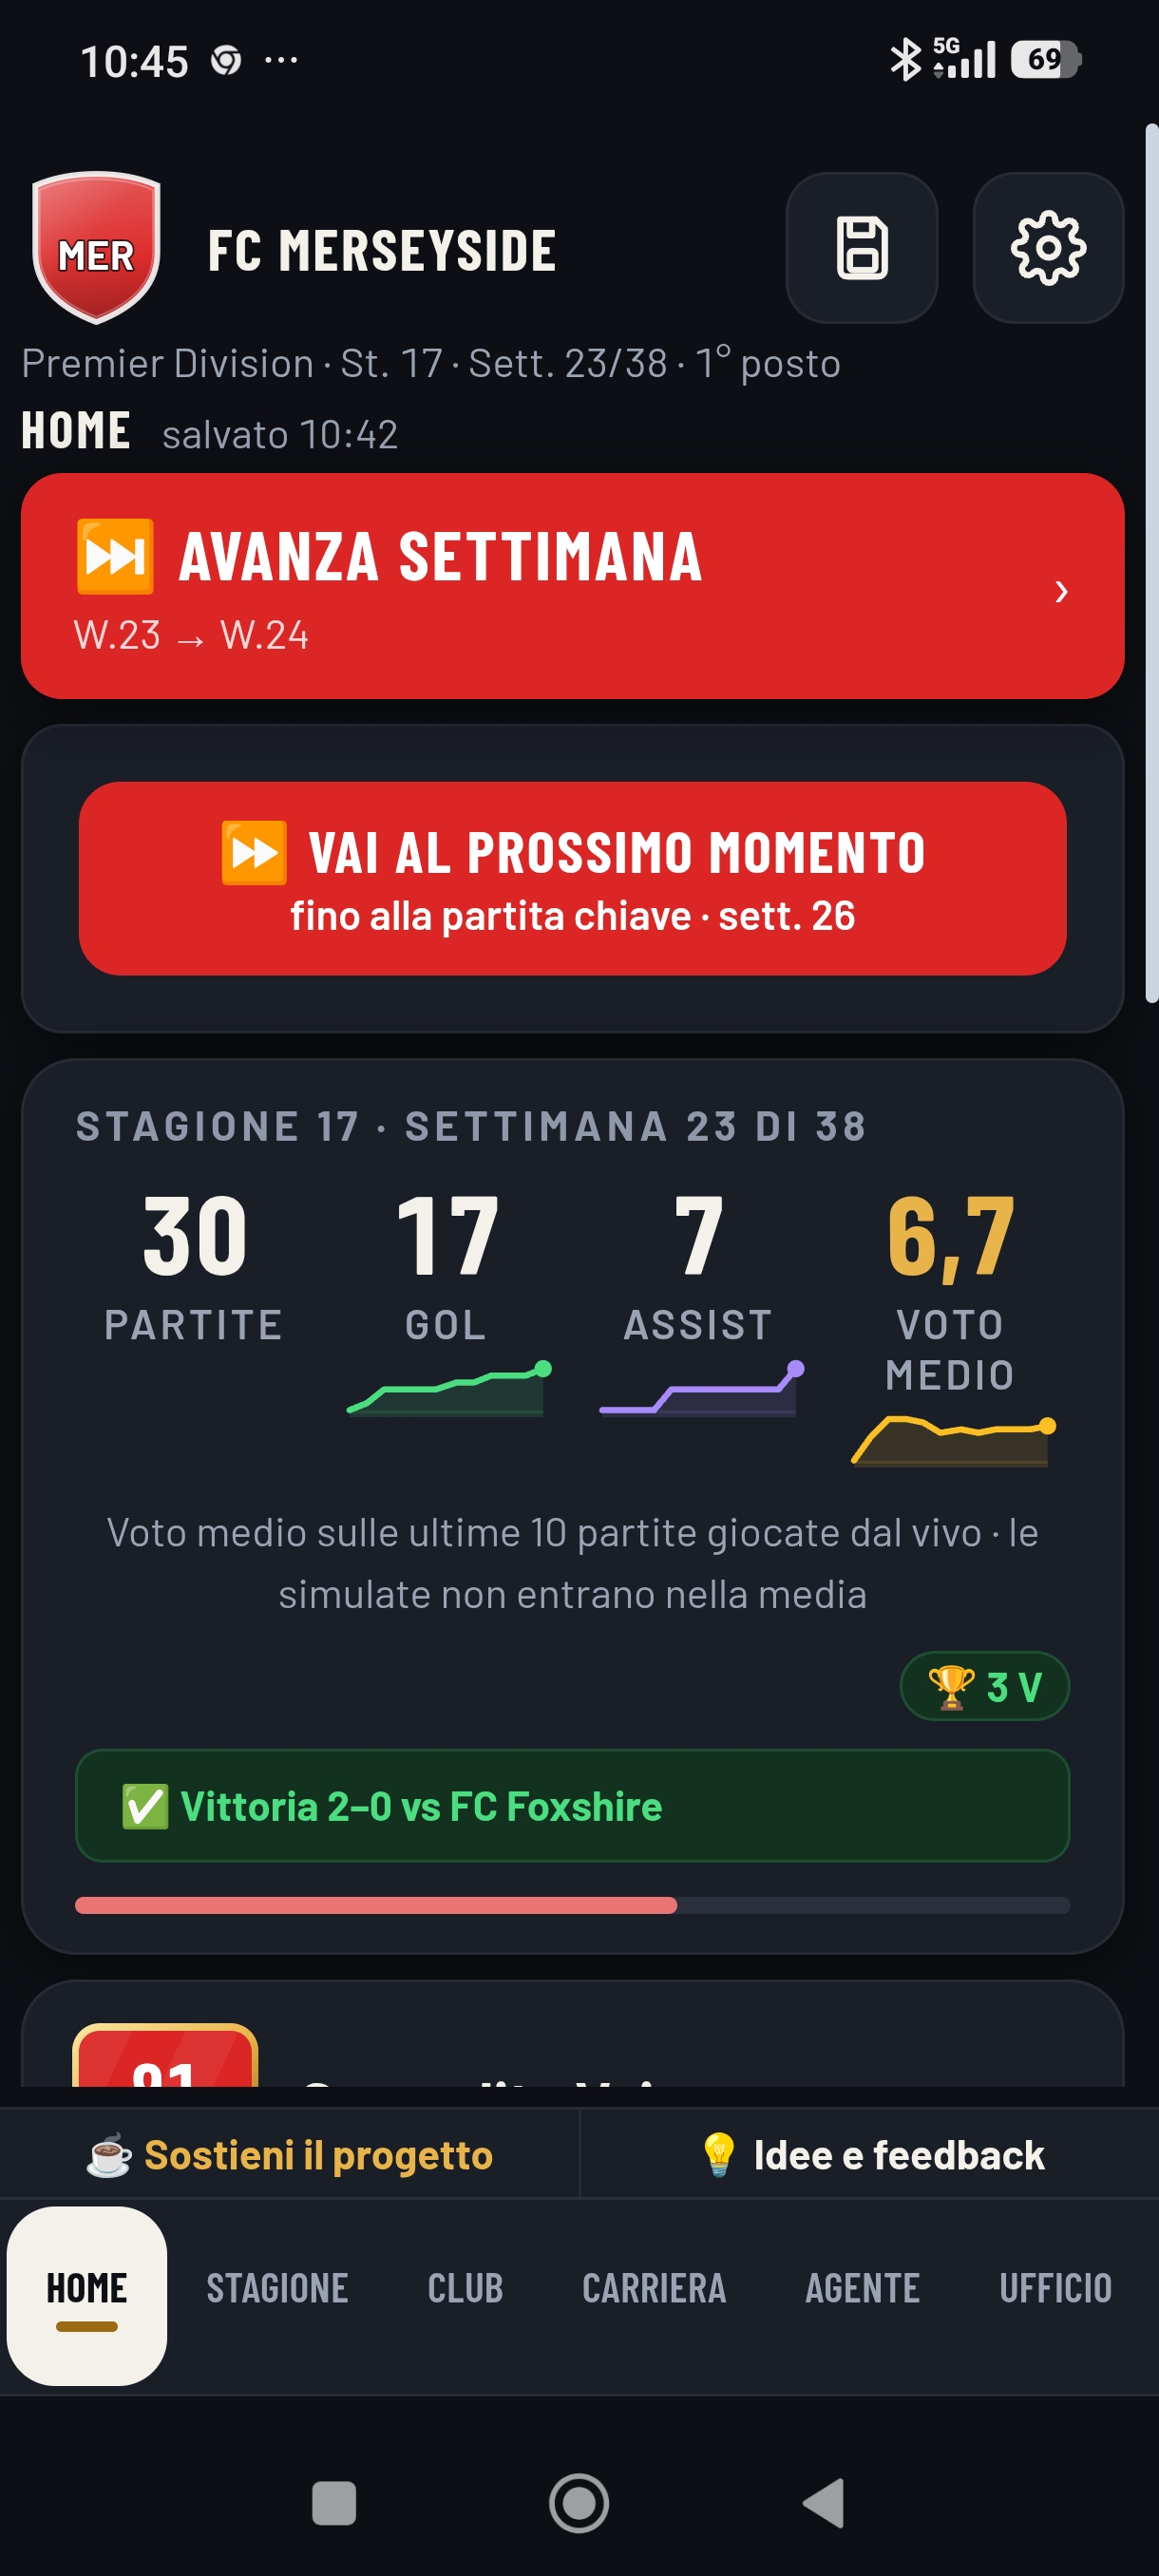 10:45
5G
69
MER
FC MERSEYSIDE
Premier Division · St. 17 · Sett. 23/38 · 1° posto
HOME salvato 10:42
AVANZA SETTIMANA
W.23 → W.24
VAI AL PROSSIMO MOMENTO
fino alla partita chiave · sett. 26
STAGIONE 17 · SETTIMANA 23 DI 38
30 17 7 6,7
PARTITE GOL ASSIST VOTO
MEDIO
Voto medio sulle ultime 10 partite giocate dal vivo · le
simulate non entrano nella media
3 V
Vittoria 2–0 vs FC Foxshire
Sostieni il progetto
Idee e feedback
HOME STAGIONE CLUB CARRIERA AGENTE UFFICIO